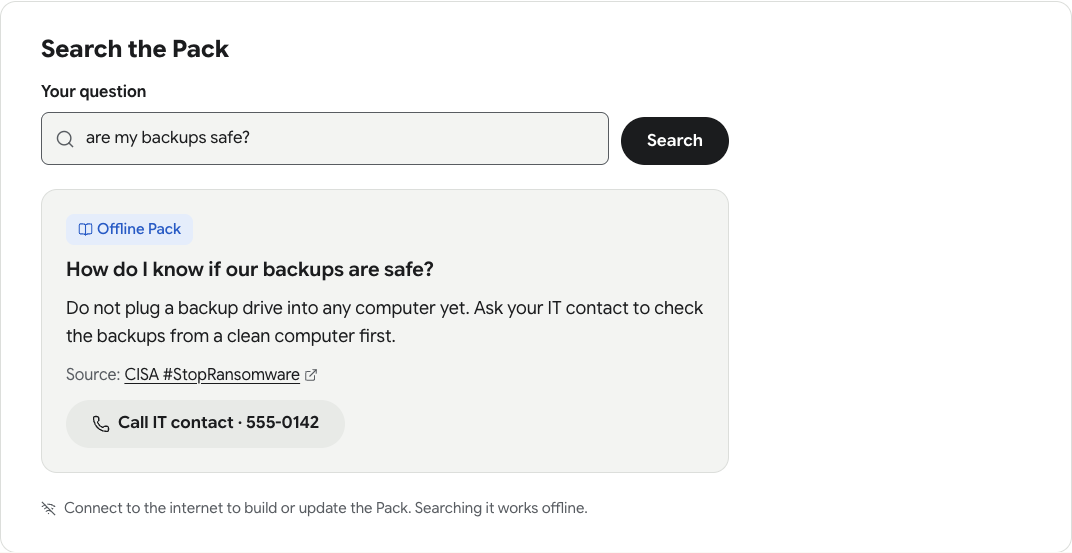 Search the Pack
Your question
are my backups safe?
Search
Offline Pack
How do I know if our backups are safe?
Do not plug a backup drive into any computer yet. Ask your IT contact to check
the backups from a clean computer first.
Source: CISA #StopRansomware
Call IT contact · 555-0142
Connect to the internet to build or update the Pack. Searching it works offline.